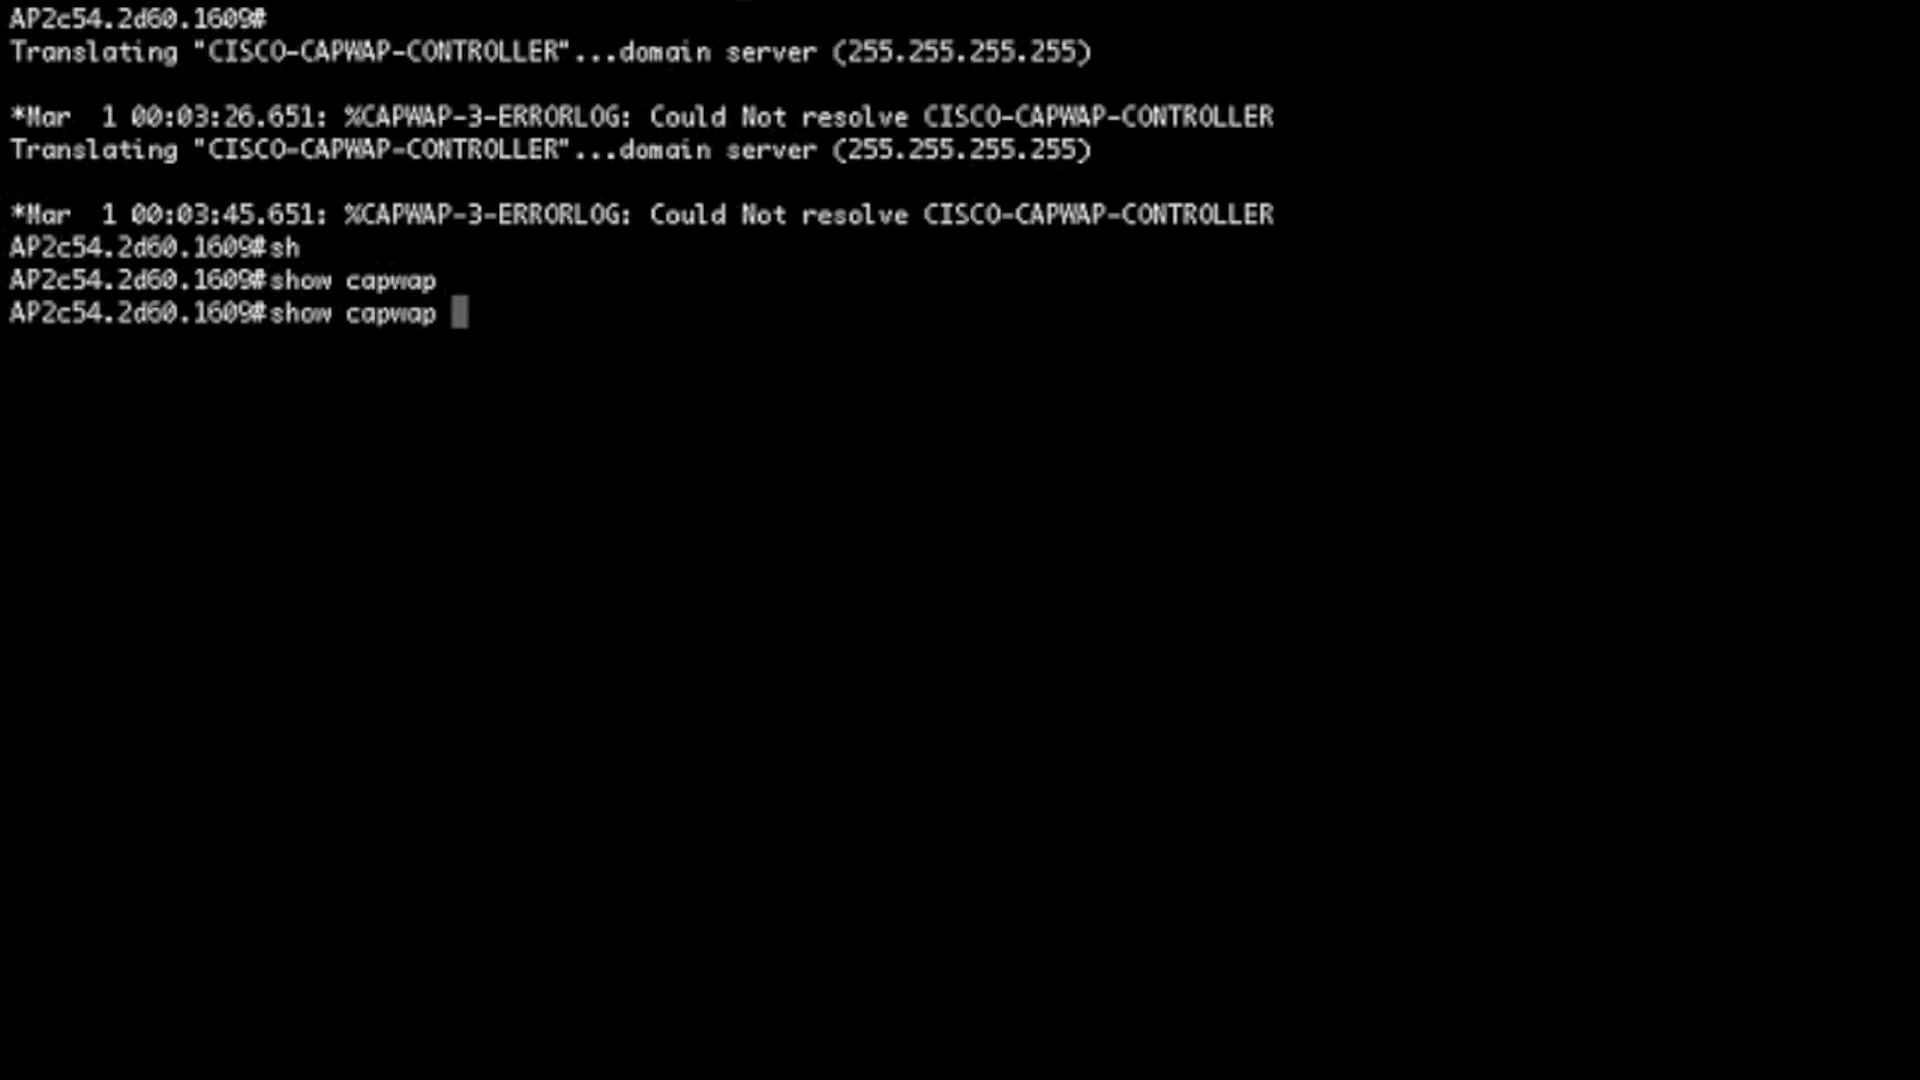 AP2c54.2d60.1609#
Translating "CISCO-CAPWAP-CONTROLLER"...domain server (255.255.255.255)
*Mar  1 00:03:26.651: %CAPWAP-3-ERRORLOG: Could Not resolve CISCO-CAPWAP-CONTROLLER
Translating "CISCO-CAPWAP-CONTROLLER"...domain server (255.255.255.255)
*Mar  1 00:03:45.651: %CAPWAP-3-ERRORLOG: Could Not resolve CISCO-CAPWAP-CONTROLLER
AP2c54.2d60.1609#sh
AP2c54.2d60.1609#show capwap
AP2c54.2d60.1609#show capwap